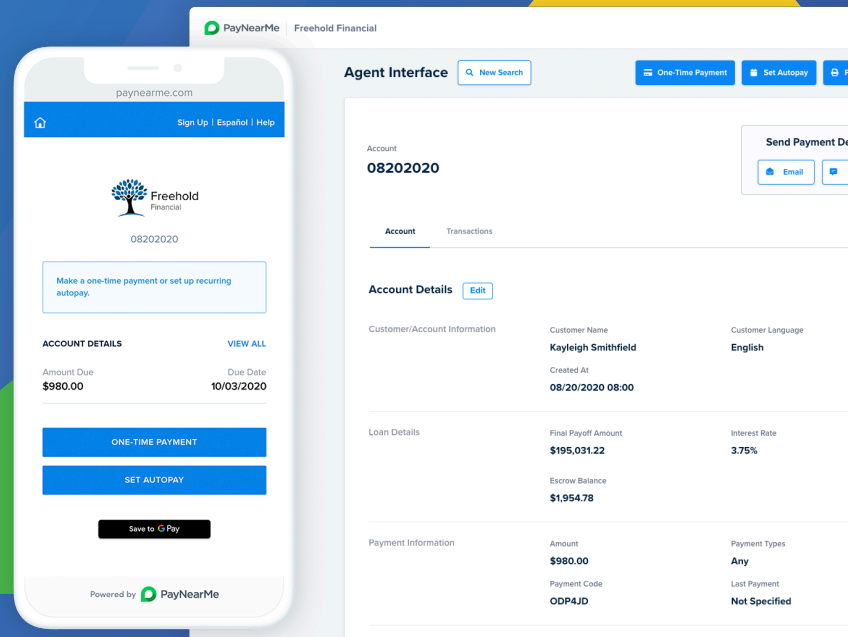 PayNearMe
Freehold Financial
paynearme.com
Sign Up | Español | Help
Freehold
Financial
08202020
Make a one-time payment or set up recurring
autopay.
ACCOUNT DETAILS VIEW ALL
Amount Due Due Date
$980.00 10/03/2020
ONE-TIME PAYMENT
SET AUTOPAY
Save to G Pay
Powered by PayNearMe
Agent Interface New Search One-Time Payment Set Autopay P
Account
08202020
Send Payment De
Email
Account Transactions
Account Details Edit
Customer/Account Information Customer Name Customer Language
Kayleigh Smithfield English
Created At
08/20/2020 08:00
Loan Details Final Payoff Amount Interest Rate
$195,031.22 3.75%
Escrow Balance
$1,954.78
Payment Information Amount Payment Types
$980.00 Any
Payment Code Last Payment
ODP4JD Not Specified